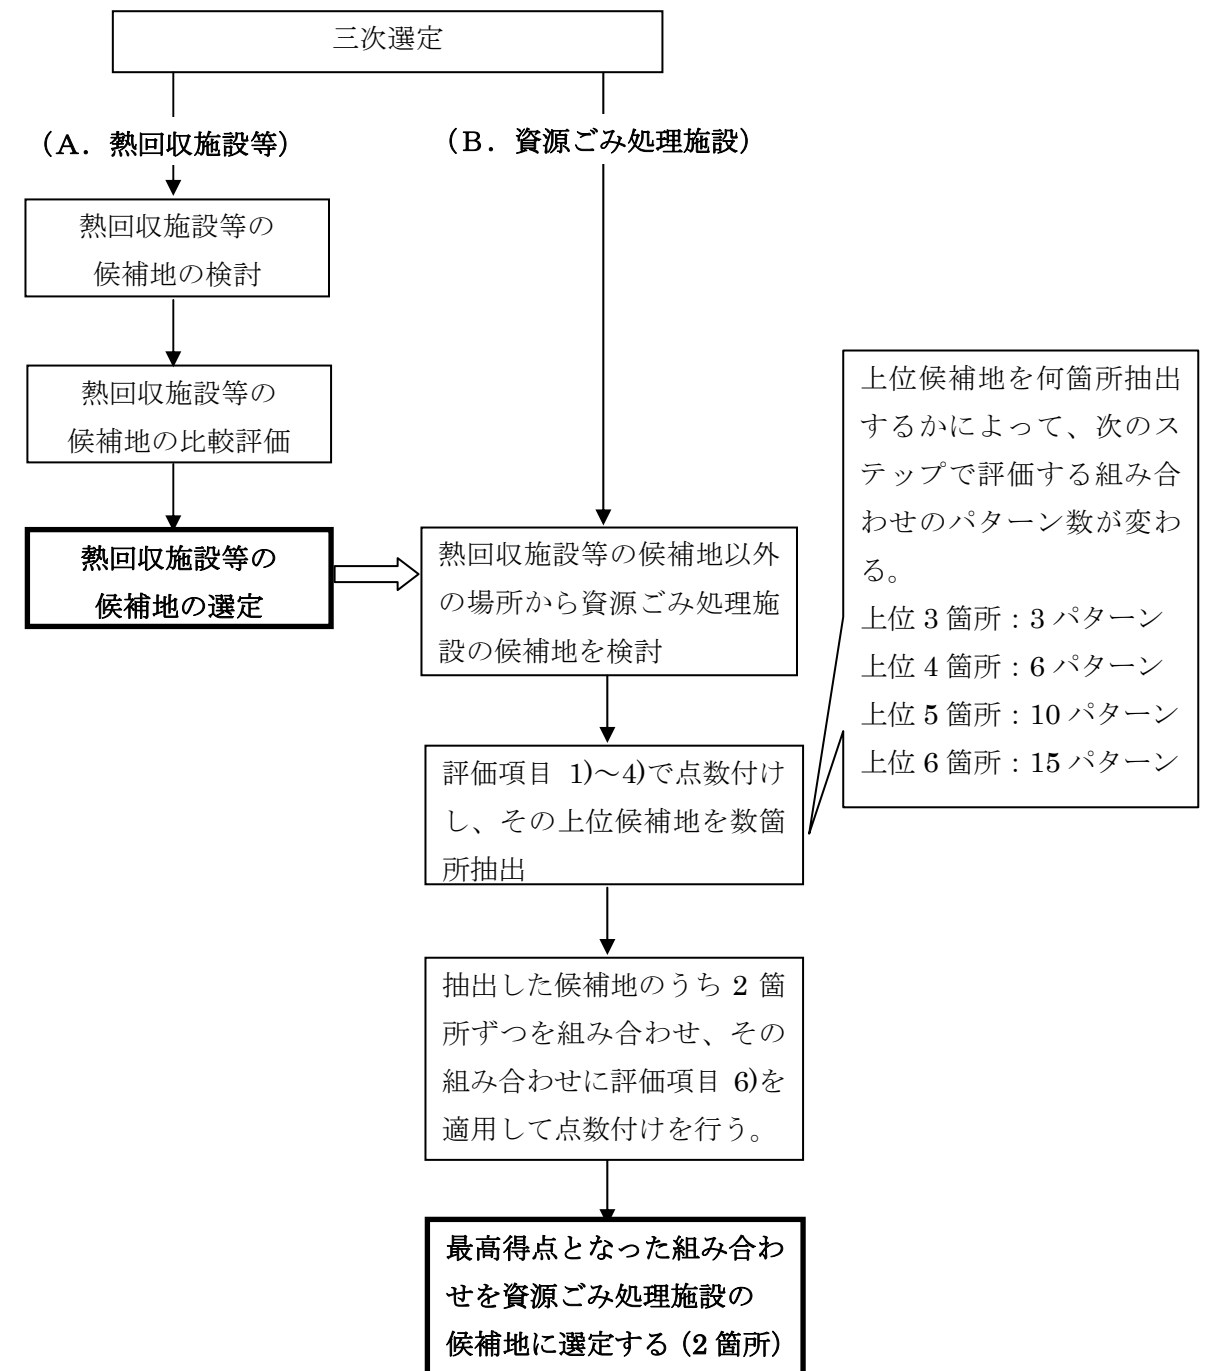 三次選定
（A．熱回収施設等）
（B．資源ごみ処理施設）
熱回収施設等の
候補地の検討
熱回収施設等の
候補地の比較評価
熱回収施設等の
候補地の選定
熱回収施設等の候補地以外
の場所から資源ごみ処理施
設の候補地を検討
上位候補地を何箇所抽出
するかによって、次のス
テップで評価する組み合
わせのパターン数が変わ
る。
上位 3 箇所：3 パターン
上位 4 箇所：6 パターン
上位 5 箇所：10 パターン
上位 6 箇所：15 パターン
評価項目 1)～4)で点数付け
し、その上位候補地を数箇
所抽出
抽出した候補地のうち 2 箇
所ずつを組み合わせ、その
組み合わせに評価項目 6)を
適用して点数付けを行う。
最高得点となった組み合わ
せを資源ごみ処理施設の
候補地に選定する（2 箇所）